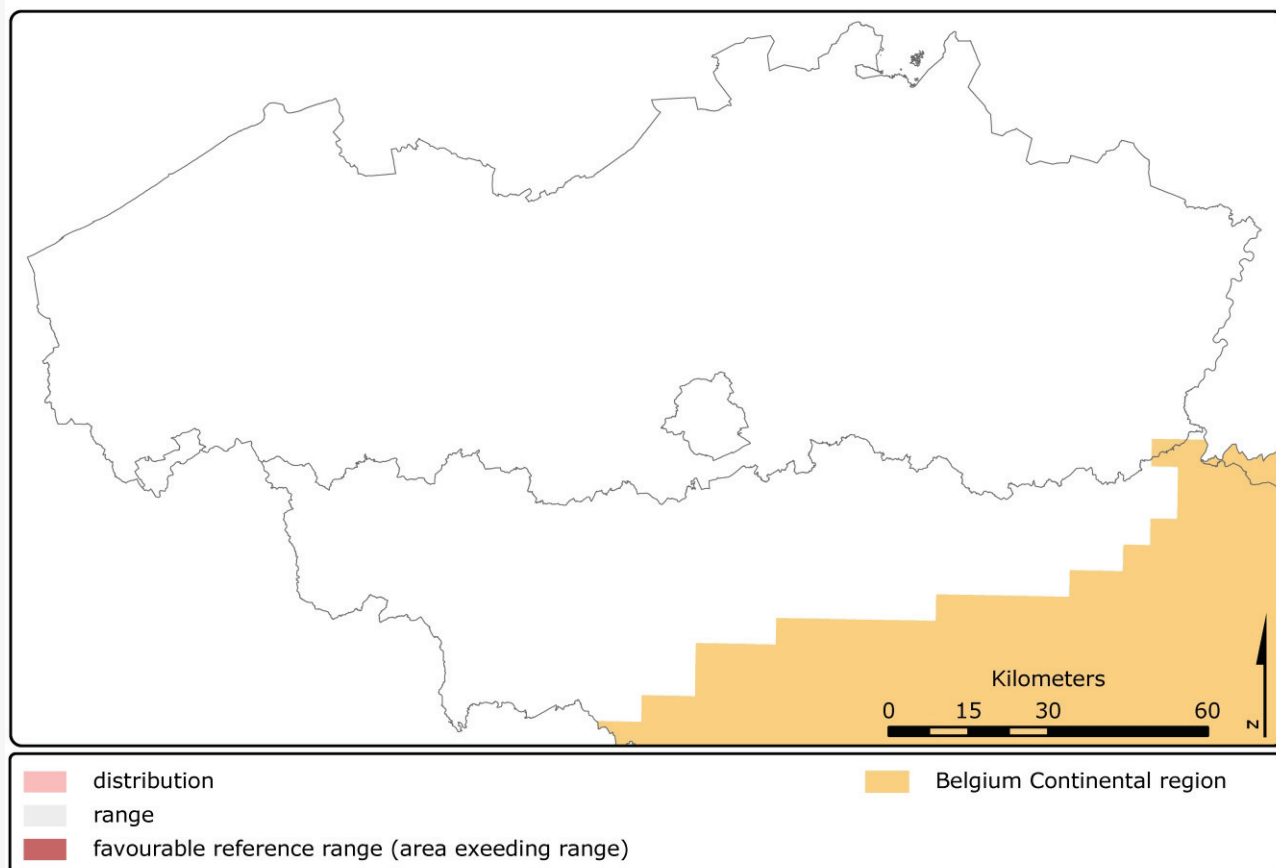 Kilometers
0 15 30 60
z
distribution
range
favourable reference range (area exeeding range)
Belgium Continental region